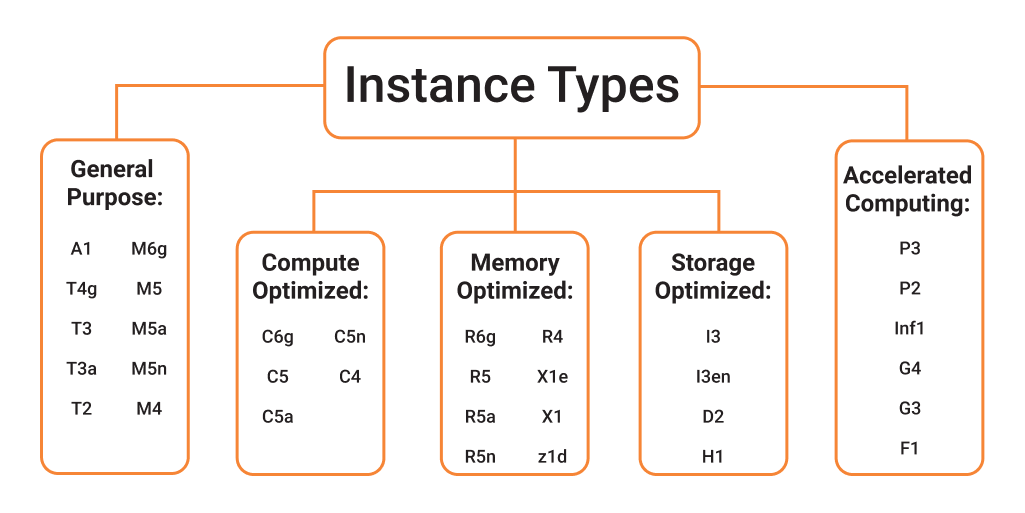 Instance Types
General
Purpose:
A1 M6g
T4g M5
T3 M5a
T3a M5n
T2 M4
Compute
Optimized:
C6g C5n
C5 C4
C5a
Memory
Optimized:
R6g R4
R5 X1e
R5a X1
R5n z1d
Storage
Optimized:
I3
I3en
D2
H1
Accelerated
Computing:
P3
P2
Inf1
G4
G3
F1